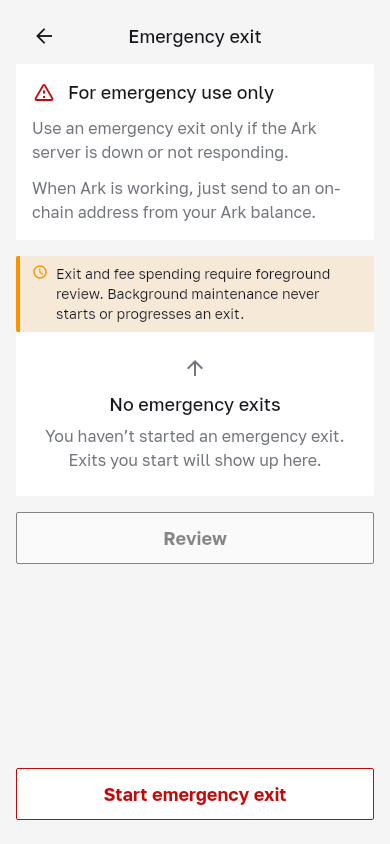 Emergency exit
For emergency use only
Use an emergency exit only if the Ark
server is down or not responding.
When Ark is working, just send to an on-
chain address from your Ark balance.
Exit and fee spending require foreground
review. Background maintenance never
starts or progresses an exit.
No emergency exits
You haven’t started an emergency exit.
Exits you start will show up here.
Review
Start emergency exit